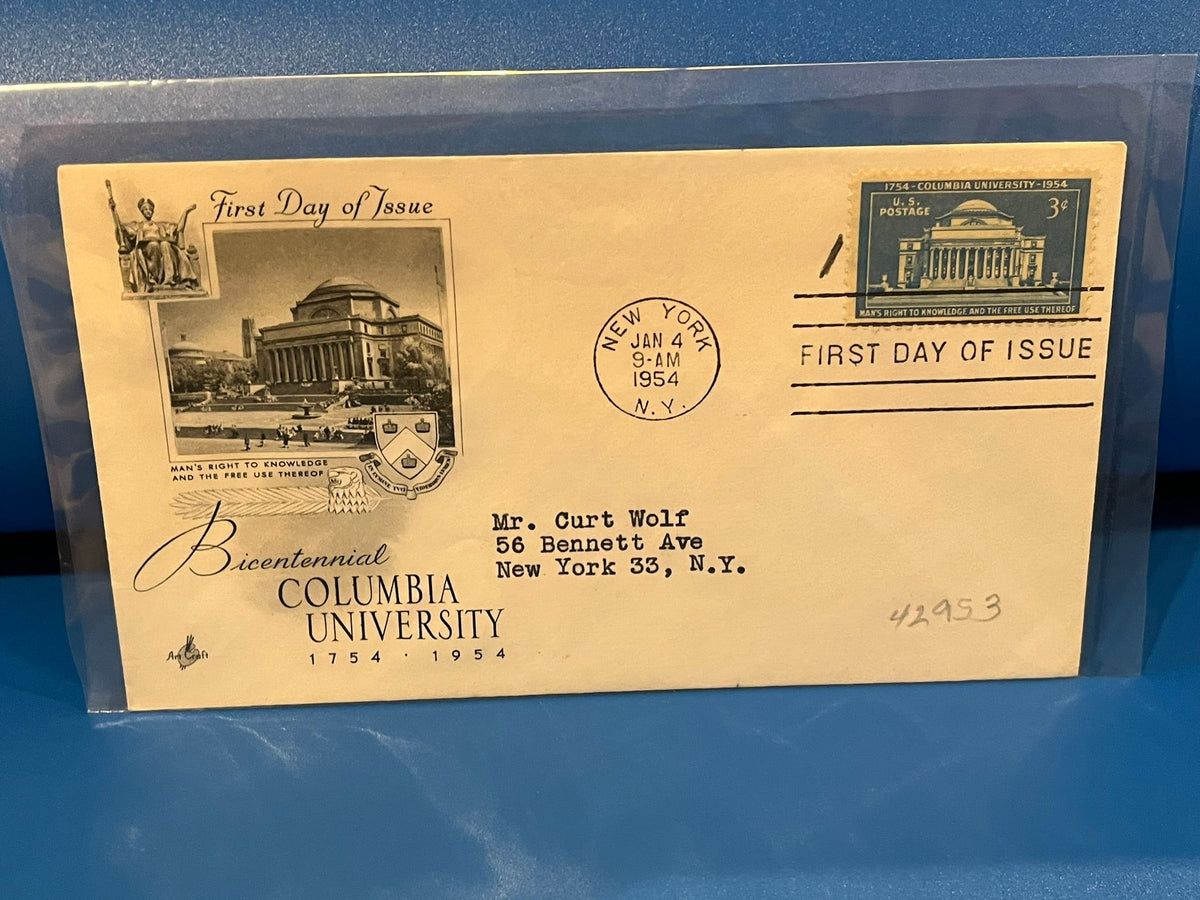 First Day of Issue
MAN'S RIGHT TO KNOWLEDGE
AND THE FREE USE THEREOF
Bicentennial
COLUMBIA
UNIVERSITY
1754 · 1954
Art Craft
NEW YORK
JAN 4
9-AM
1954
N.Y.
1754-COLUMBIA UNIVERSITY-1954
U.S.
POSTAGE
3¢
MAN'S RIGHT TO KNOWLEDGE AND THE FREE USE THEREOF
FIRST DAY OF ISSUE
Mr. Curt Wolf
56 Bennett Ave
New York 33, N.Y.
42953